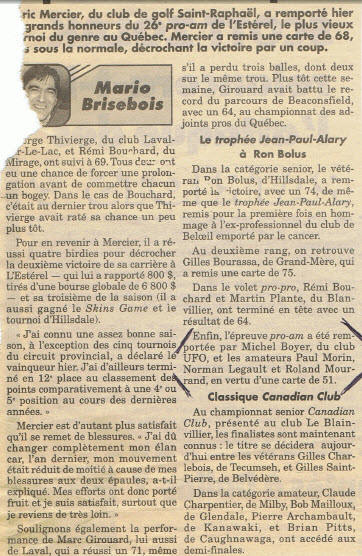 ric Mercier, du club de golf Saint-Raphaël, a remporté hier
grands honneurs du 26e pro-am de l'Estérel, le plus vieux
rnoi du genre au Québec. Mercier a remis une carte de 68,
sous la normale, décrochant la victoire par un coup.
Mario
Brisebois
rge Thivierge, du club Laval-
r-Le-Lac, et Rémi Bouchard, du
Mirage, ont suivi à 69. Tous deux ont
eu une chance de forcer une prolon-
gation avant de commettre chacun
un bogey. Dans le cas de Bouchard,
c'était au dernier trou alors que Thi-
vierge avait raté sa chance un peu
plus tôt.
Pour en revenir à Mercier, il a ré-
ussi quatre birdies pour décrocher
la deuxième victoire de sa carrière à
L'Estérel — qui lui a rapporté 800 $,
tirés d'une bourse globale de 6 800 $
— et sa troisième de la saison (il a
aussi gagné le Skins Game et le
tournoi d'Hillsdale).
« J'ai connu une assez bonne sai-
son, à l'exception des cinq tournois
du circuit provincial, a déclaré le
vainqueur hier. J'ai d'ailleurs termi-
né en 12e place au classement des
points comparativement à une 4e ou
5e position au cours des dernières
années. »
Mercier est d'autant plus satisfait
qu'il se remet de blessures. « J'ai dû
changer complètement mon élan
car, l'an dernier, mon mouvement
était réduit de moitié à cause de mes
blessures aux deux épaules, a-t-il
expliqué. Mes efforts ont donc porté
fruit et je suis satisfait, surtout que
je reviens de très loin. »
Soulignons également la perfor-
mance de Marc Girouard, lui aussi
de Laval, qui a réussi un 71, même
s'il a perdu trois balles, dont deux
sur le même trou. Plus tôt cette se-
maine, Girouard avait battu le
record du parcours de Beaconsfield,
avec un 64, au championnat des ad-
joints pros du Québec.
Le trophée Jean-Paul-Alary
à Ron Bolus
Dans la catégorie senior, le vété-
ran Ron Bolus, d'Hillsdale, a rem-
porté la victoire, avec un 74, de mê-
me que le trophée Jean-Paul-Alary,
remis pour la première fois en hom-
mage à l'ex-professionnel du club de
Belœil emporté par le cancer.
Au deuxième rang, on retrouve
Gilles Bourassa, de Grand-Mère, qui
a remis une carte de 75.
Dans le volet pro-pro, Rémi Bou-
chard et Martin Plante, du Blan-
villier, ont terminé en tête avec un
résultat de 64.
Enfin, l'épreuve pro-am a été rem-
portée par Michel Boyer, du club
UFO, et les amateurs Paul Morin,
Norman Legault et Roland Mour-
rand, en vertu d'une carte de 51.
Classique Canadian Club
Au championnat senior Canadian
Club, présenté au club Le Blain-
villier, les finalistes sont maintenant
connus : le titre se décidera aujour-
d'hui entre les vétérans Gilles Char-
lebois, de Tecumseh, et Gilles Saint-
Pierre, de Belvédère.
Dans la catégorie amateur, Claude
Charpentier, de Milby, Bob Mailloux,
de Glendale, Pierre Archambault,
de Kanawaki, et Brian Pitts,
de Caughnawaga, ont accédé aux
demi-finales.